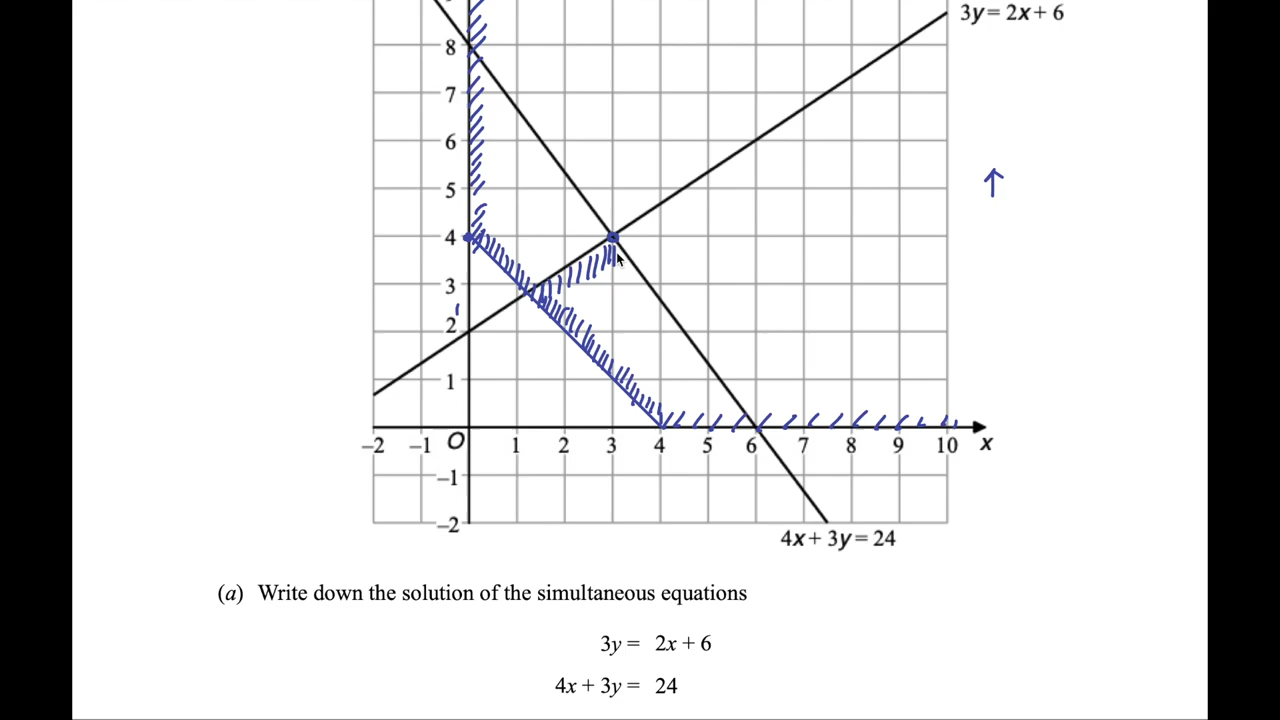 3y = 2x + 6
8
7
6
5
4
3
2
1
-2 -1 O 1 2 3 4 5 6 7 8 9 10 x
-1
-2
4x + 3y = 24
(a) Write down the solution of the simultaneous equations
3y = 2x + 6
4x + 3y = 24